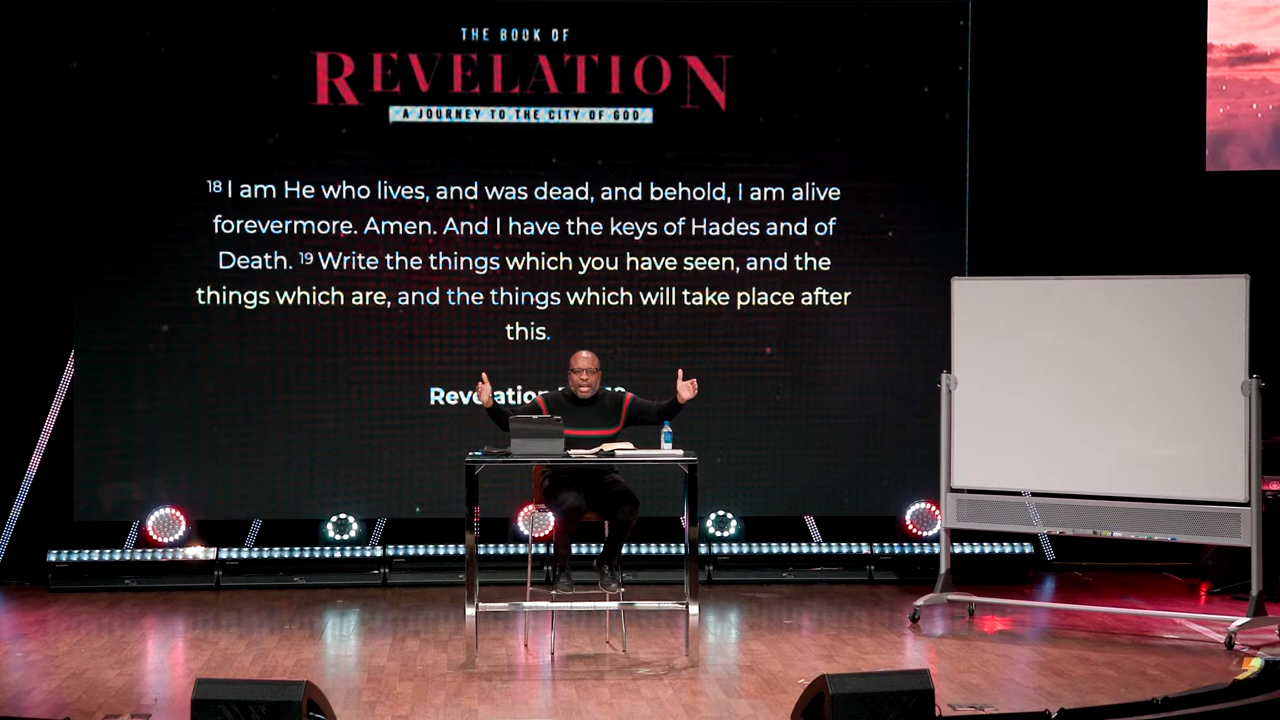 THE BOOK OF
REVELATION
A JOURNEY TO THE CITY OF GOD
18 I am He who lives, and was dead, and behold, I am alive
forevermore. Amen. And I have the keys of Hades and of
Death. 19 Write the things which you have seen, and the
things which are, and the things which will take place after
this.